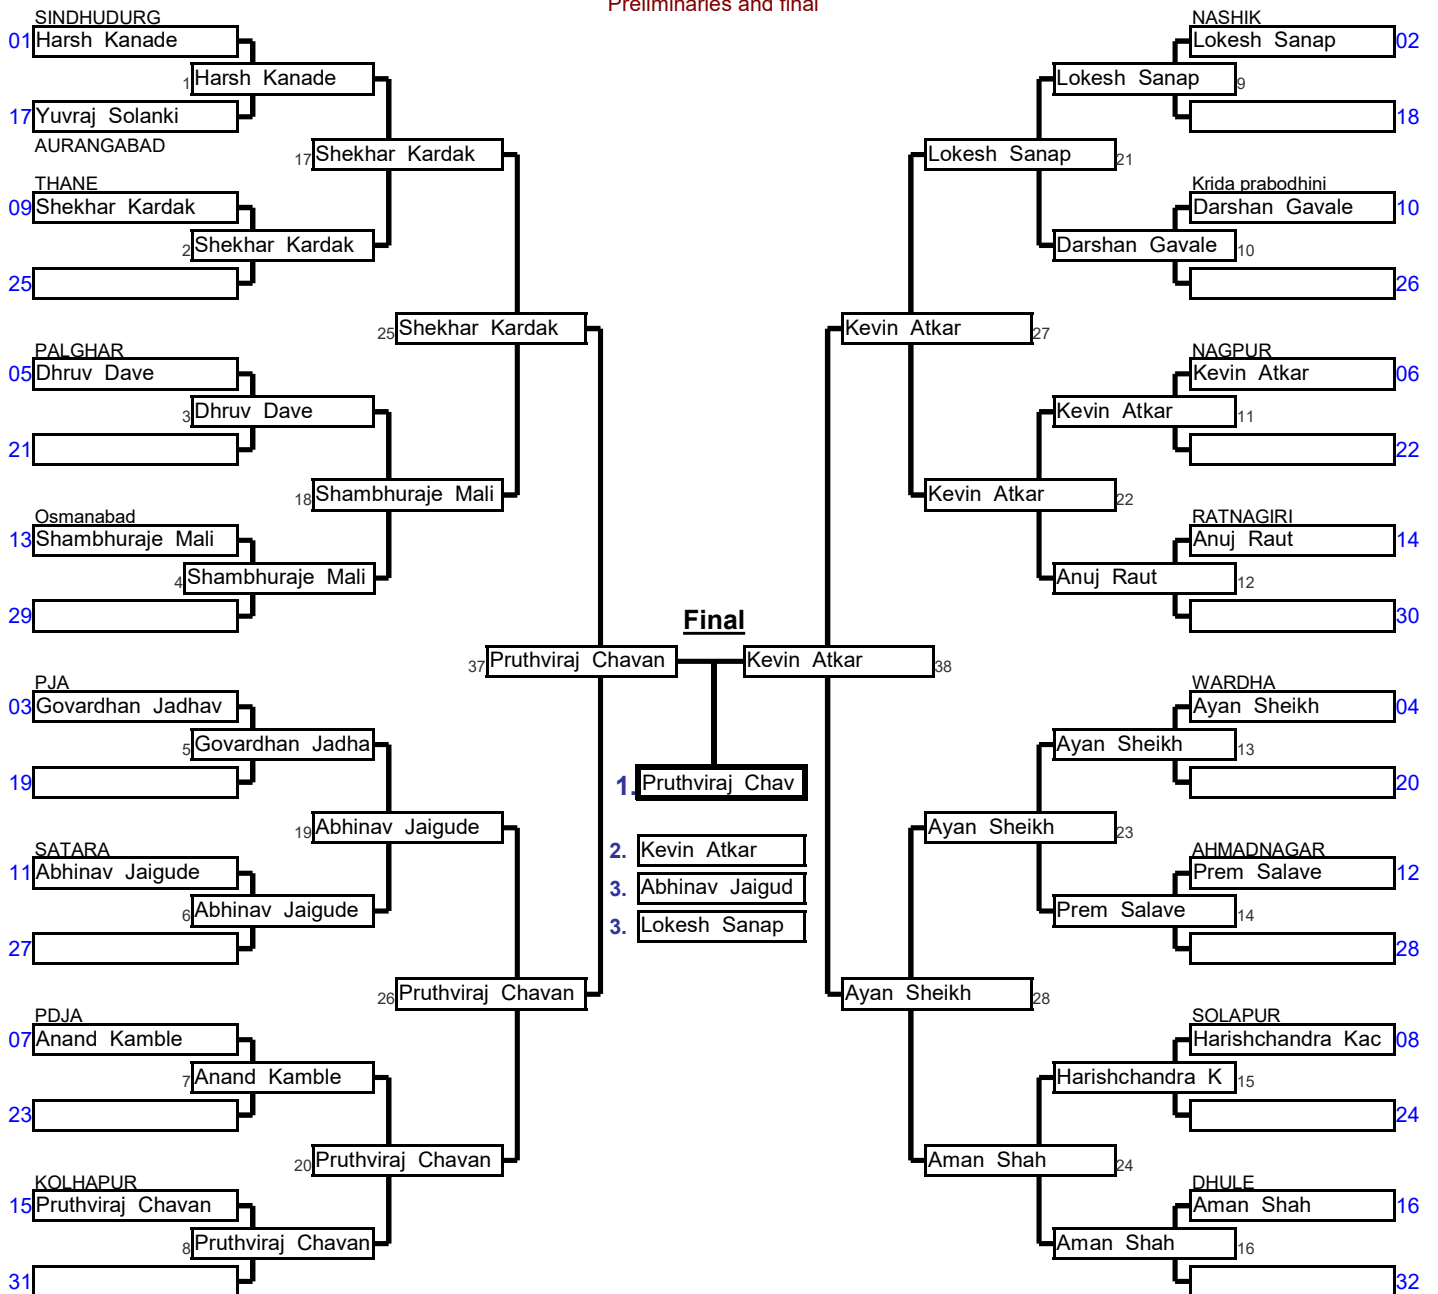 Preliminaries and final
SINDHUDURG
01 Harsh Kanade
1 Harsh Kanade
17 Yuvraj Solanki
AURANGABAD
17 Shekhar Kardak
THANE
09 Shekhar Kardak
2 Shekhar Kardak
25
25 Shekhar Kardak
PALGHAR
05 Dhruv Dave
3 Dhruv Dave
21
18 Shambhuraje Mali
Osmanabad
13 Shambhuraje Mali
4 Shambhuraje Mali
29
37 Pruthviraj Chavan
PJA
03 Govardhan Jadhav
5 Govardhan Jadha
19
19 Abhinav Jaigude
SATARA
11 Abhinav Jaigude
6 Abhinav Jaigude
27
26 Pruthviraj Chavan
PDJA
07 Anand Kamble
7 Anand Kamble
23
20 Pruthviraj Chavan
KOLHAPUR
15 Pruthviraj Chavan
8 Pruthviraj Chavan
31
Final
1. Pruthviraj Chav
2. Kevin Atkar
3. Abhinav Jaigud
3. Lokesh Sanap
NASHIK
Lokesh Sanap 02
Lokesh Sanap 9
18
Lokesh Sanap 21
Krida prabodhini
Darshan Gavale 10
Darshan Gavale 10
26
Kevin Atkar 27
NAGPUR
Kevin Atkar 06
Kevin Atkar 11
22
Kevin Atkar 22
RATNAGIRI
Anuj Raut 14
Anuj Raut 12
30
Kevin Atkar 38
WARDHA
Ayan Sheikh 04
Ayan Sheikh 13
20
Ayan Sheikh 23
AHMADNAGAR
Prem Salave 12
Prem Salave 14
28
Ayan Sheikh 28
SOLAPUR
Harishchandra Kac 08
Harishchandra K 15
24
Aman Shah 24
DHULE
Aman Shah 16
Aman Shah 16
32